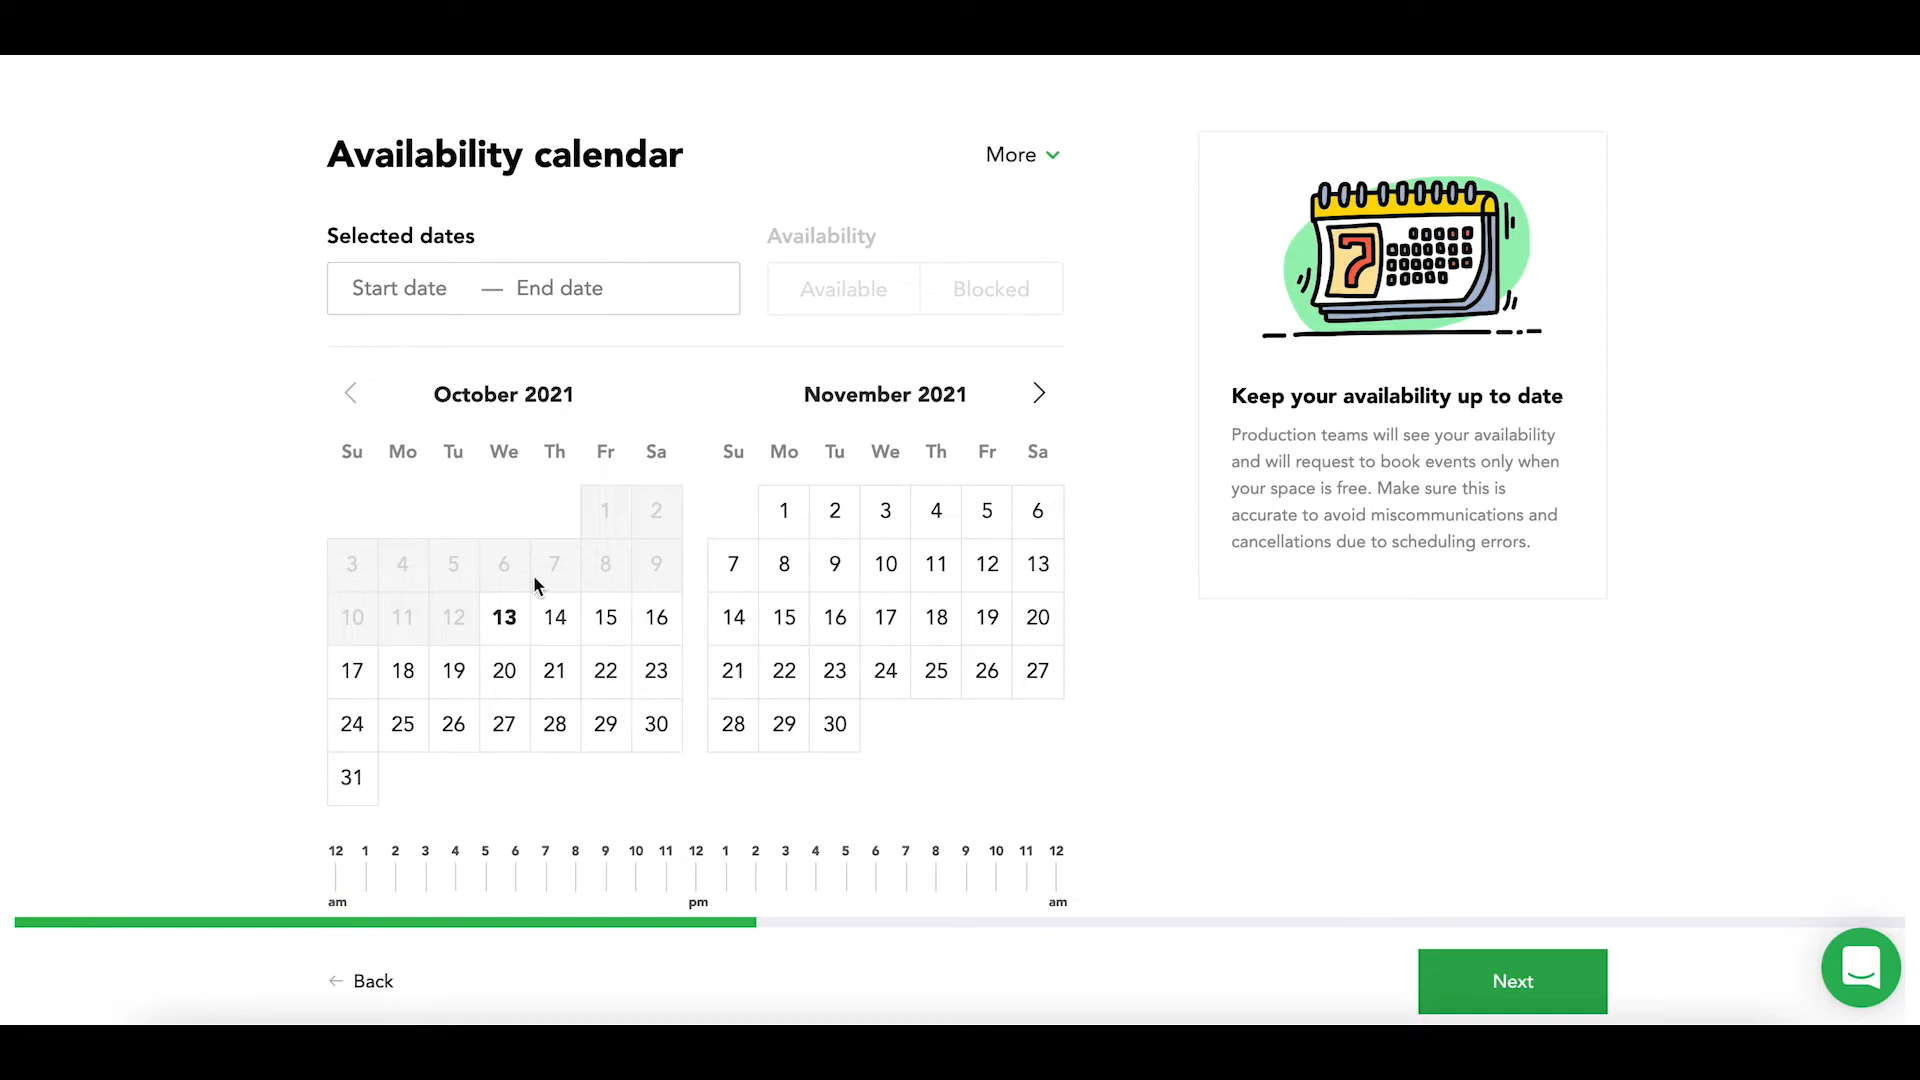 Availability calendar
More
Selected dates
Availability
Start date — End date
Available
Blocked
October 2021
November 2021
Su Mo Tu We Th Fr Sa
1 2
3 4 5 6 7 8 9
10 11 12 13 14 15 16
17 18 19 20 21 22 23
24 25 26 27 28 29 30
31
Su Mo Tu We Th Fr Sa
1 2 3 4 5 6
7 8 9 10 11 12 13
14 15 16 17 18 19 20
21 22 23 24 25 26 27
28 29 30
12 1 2 3 4 5 6 7 8 9 10 11 12 1 2 3 4 5 6 7 8 9 10 11 12
am pm am
7
Keep your availability up to date
Production teams will see your availability
and will request to book events only when
your space is free. Make sure this is
accurate to avoid miscommunications and
cancellations due to scheduling errors.
← Back
Next